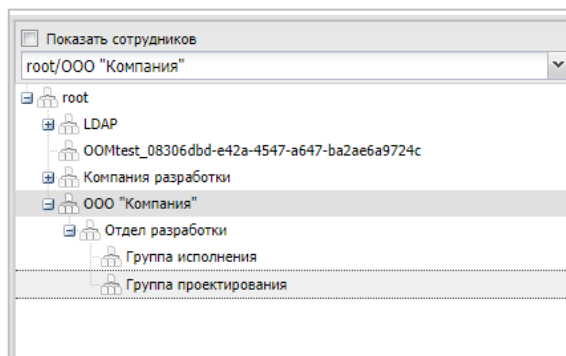 Показать сотрудников
root/ООО "Компания"
root
LDAP
OOMtest_08306dbd-e42a-4547-a647-ba2ae6a9724c
Компания разработки
ООО "Компания"
Отдел разработки
Группа исполнения
Группа проектирования